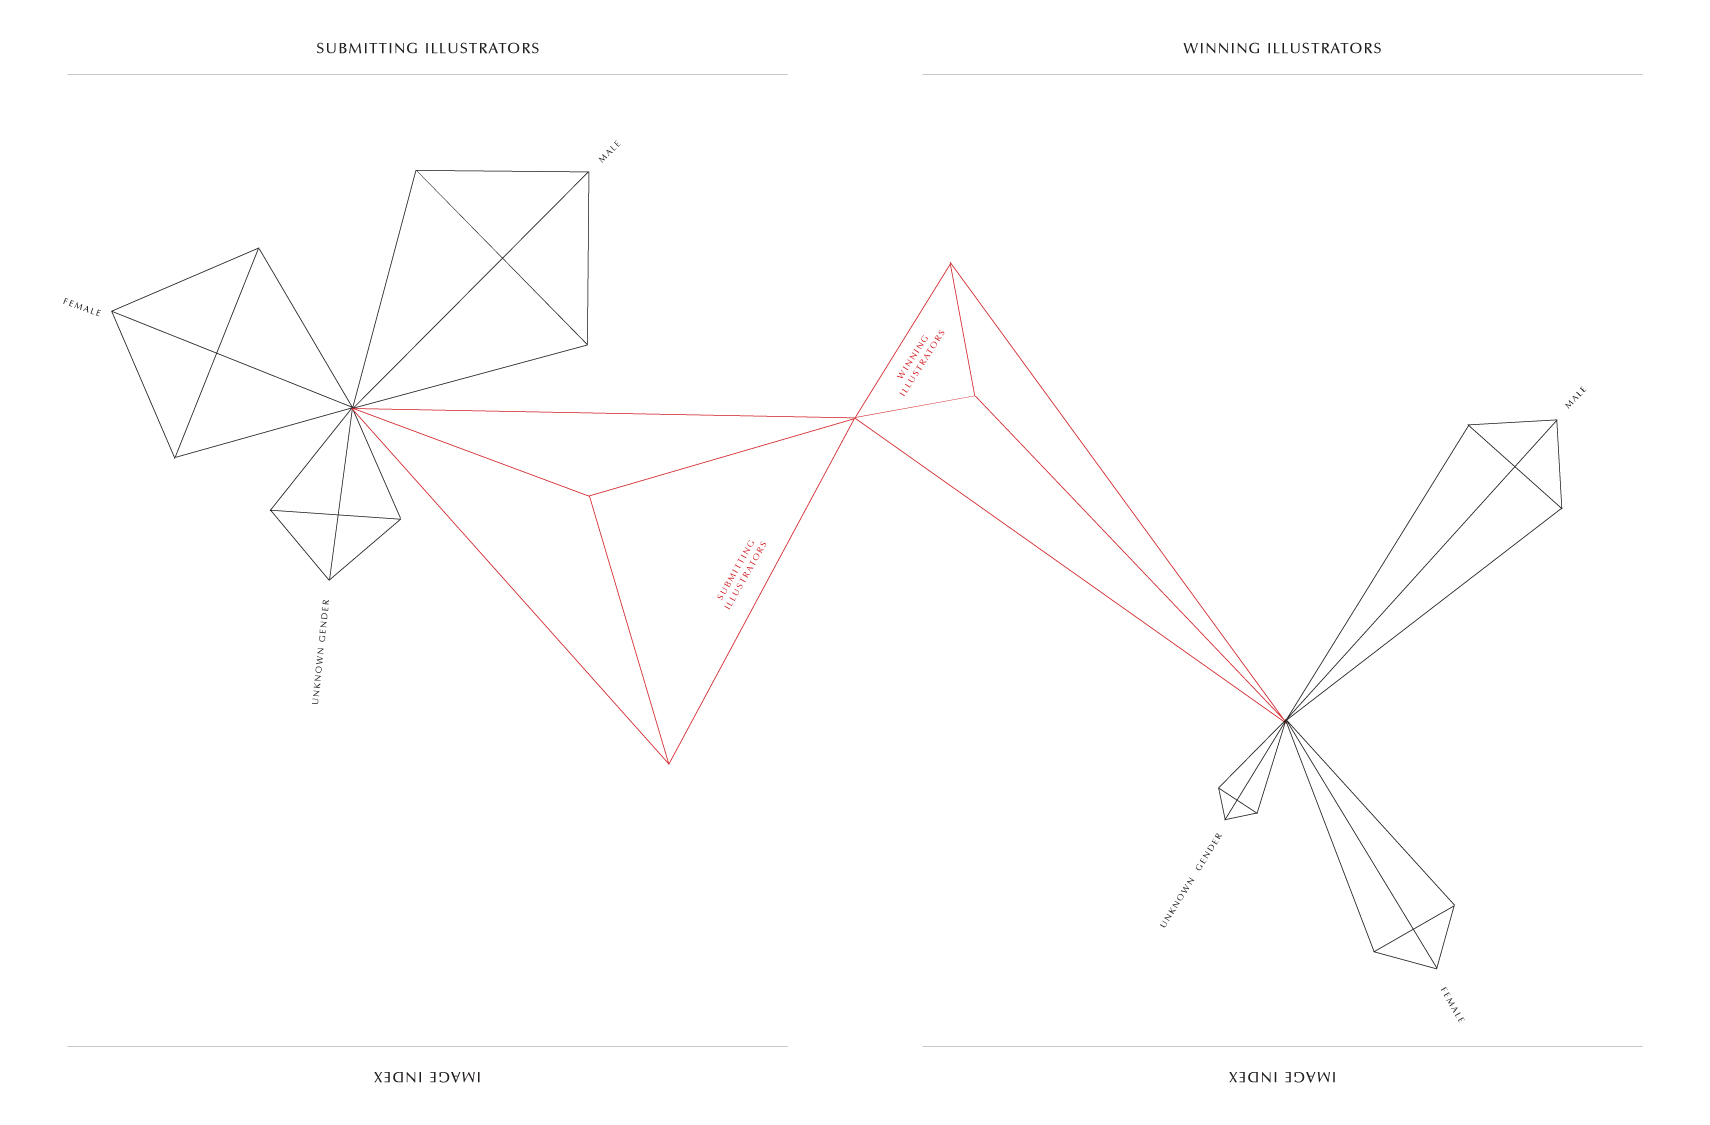 SUBMITTING ILLUSTRATORS
WINNING ILLUSTRATORS
MALE
FEMALE
UNKNOWN GENDER
SUBMITTING
ILLUSTRATORS
WINNING
ILLUSTRATORS
MALE
UNKNOWN GENDER
FEMALE
IMAGE INDEX
IMAGE INDEX